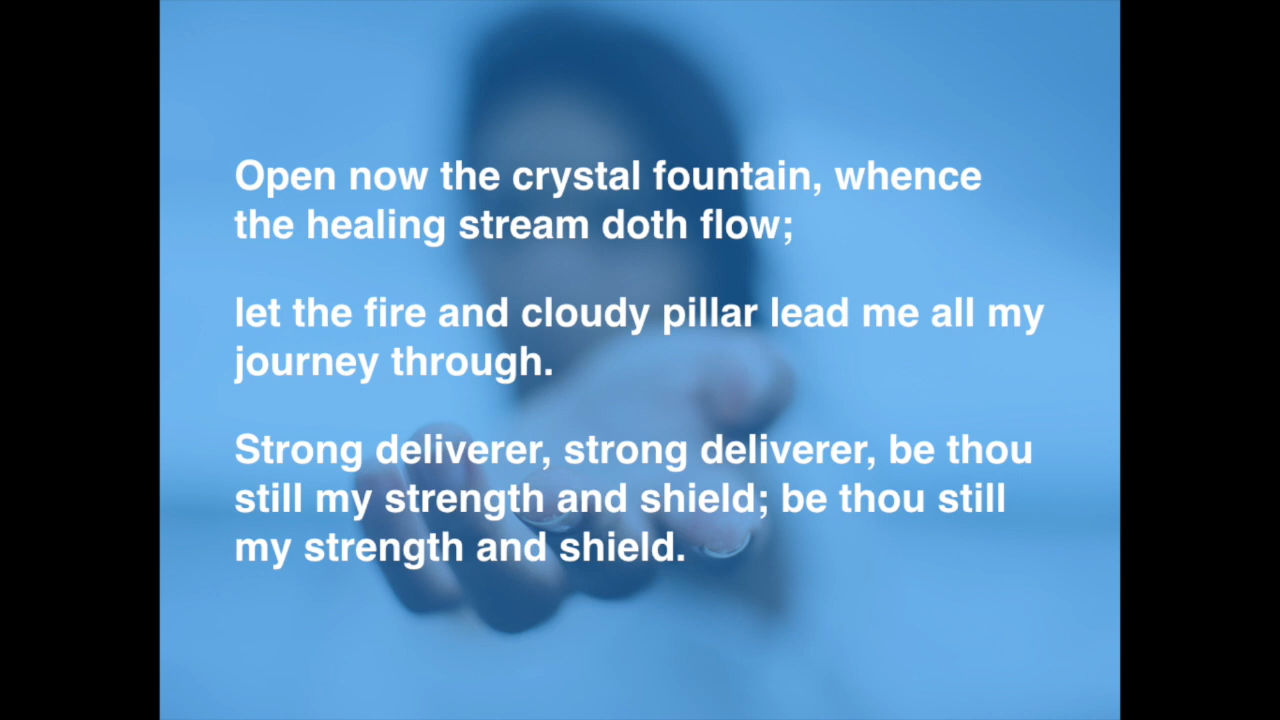 Open now the crystal fountain, whence
the healing stream doth flow;
let the fire and cloudy pillar lead me all my
journey through.
Strong deliverer, strong deliverer, be thou
still my strength and shield; be thou still
my strength and shield.